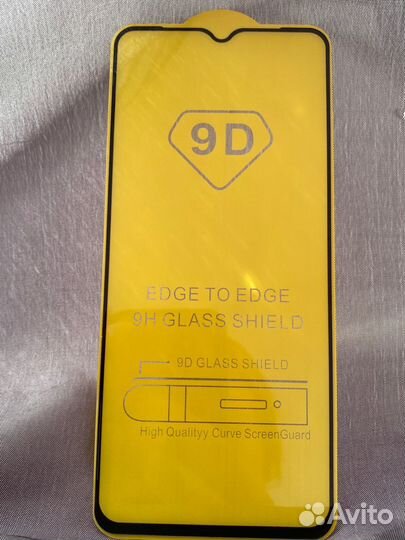 9D
EDGE TO EDGE
9H GLASS SHIELD
9D GLASS SHIELD
High Qualityy Curve ScreenGuard
Avito